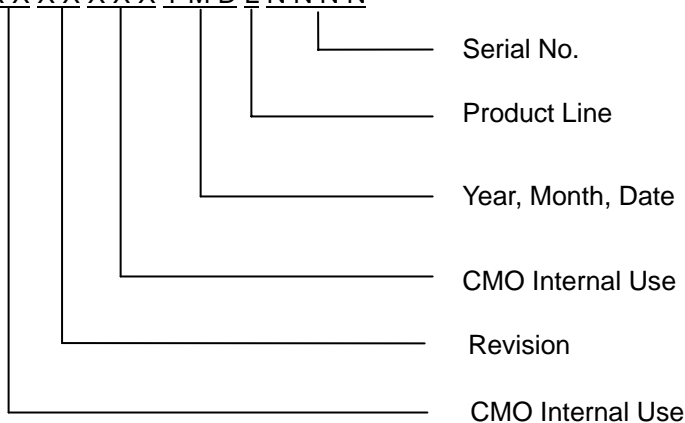 X X X X X X X Y M D L N N N N
Serial No.
Product Line
Year, Month, Date
CMO Internal Use
Revision
CMO Internal Use